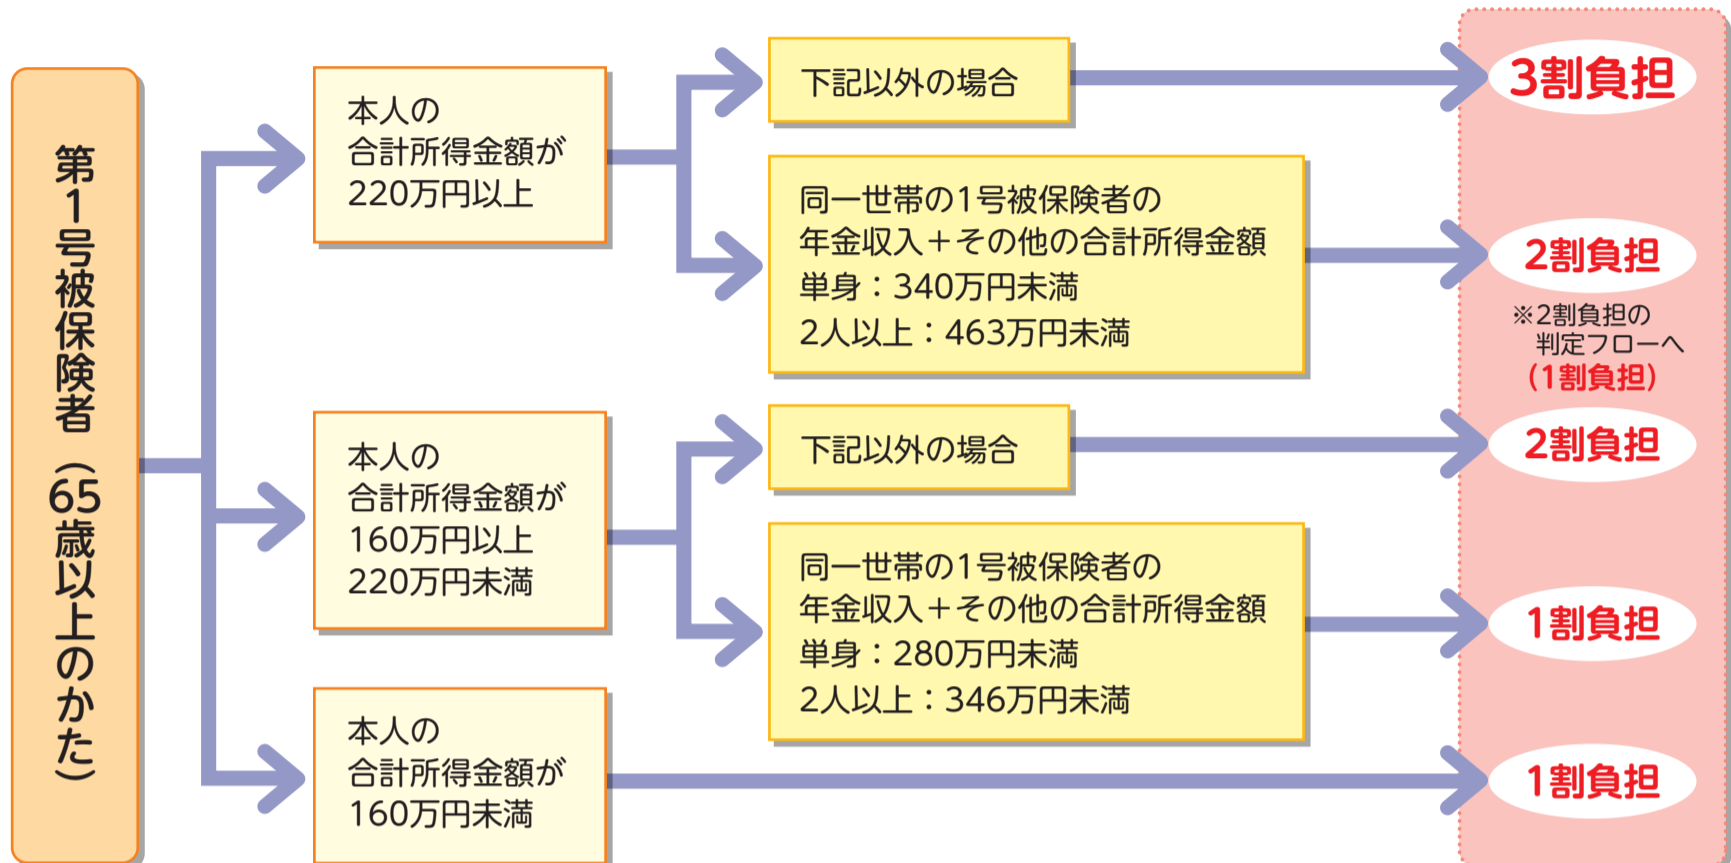 第1号被保険者（65歳以上のかた）
本人の
合計所得金額が
220万円以上
下記以外の場合
3割負担
同一世帯の1号被保険者の
年金収入＋その他の合計所得金額
単身：340万円未満
2人以上：463万円未満
2割負担
※2割負担の
判定フローへ
（1割負担）
本人の
合計所得金額が
160万円以上
220万円未満
下記以外の場合
2割負担
同一世帯の1号被保険者の
年金収入＋その他の合計所得金額
単身：280万円未満
2人以上：346万円未満
1割負担
本人の
合計所得金額が
160万円未満
1割負担